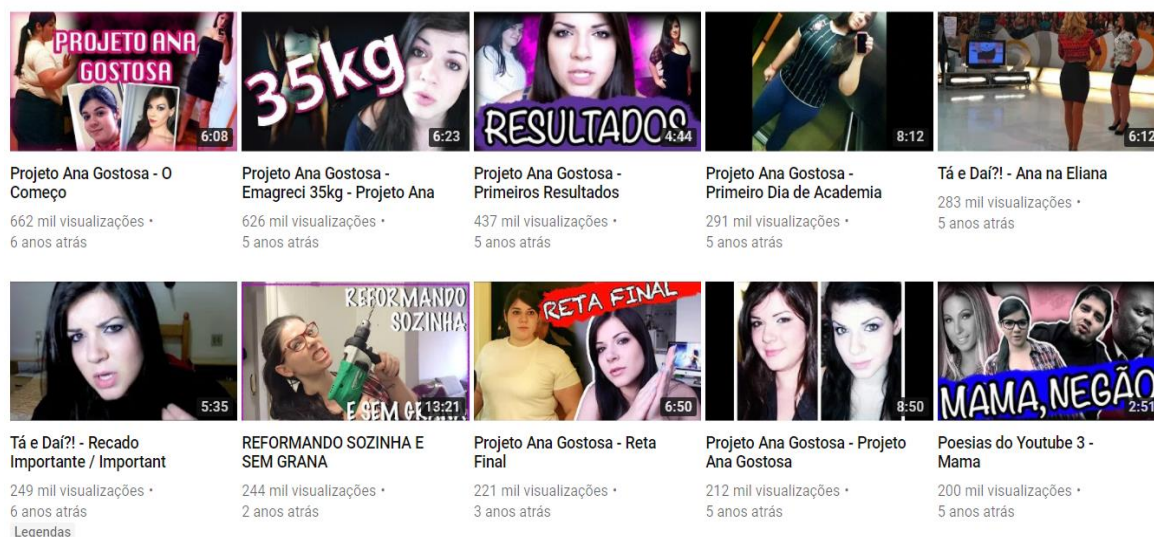 PROJETO ANA
GOSTOSA
6:08
35kg
6:23
RESULTADOS
4:44
8:12
6:12
Projeto Ana Gostosa - O
Começo
662 mil visualizações •
6 anos atrás
Projeto Ana Gostosa -
Emagreci 35kg - Projeto Ana
626 mil visualizações •
5 anos atrás
Projeto Ana Gostosa -
Primeiros Resultados
437 mil visualizações •
5 anos atrás
Projeto Ana Gostosa -
Primeiro Dia de Academia
291 mil visualizações •
5 anos atrás
Tá e Daí?! - Ana na Eliana
283 mil visualizações •
5 anos atrás
5:35
REFORMANDO
SOZINHA
E SEM
13:21
RETA FINAL
6:50
8:50
MAMA, NEGÃO
2:51
Tá e Daí?! - Recado
Importante / Important
249 mil visualizações •
6 anos atrás
Legendas
REFORMANDO SOZINHA E
SEM GRANA
244 mil visualizações •
2 anos atrás
Projeto Ana Gostosa - Reta
Final
221 mil visualizações •
3 anos atrás
Projeto Ana Gostosa - Projeto
Ana Gostosa
212 mil visualizações •
5 anos atrás
Poesias do Youtube 3 -
Mama
200 mil visualizações •
5 anos atrás